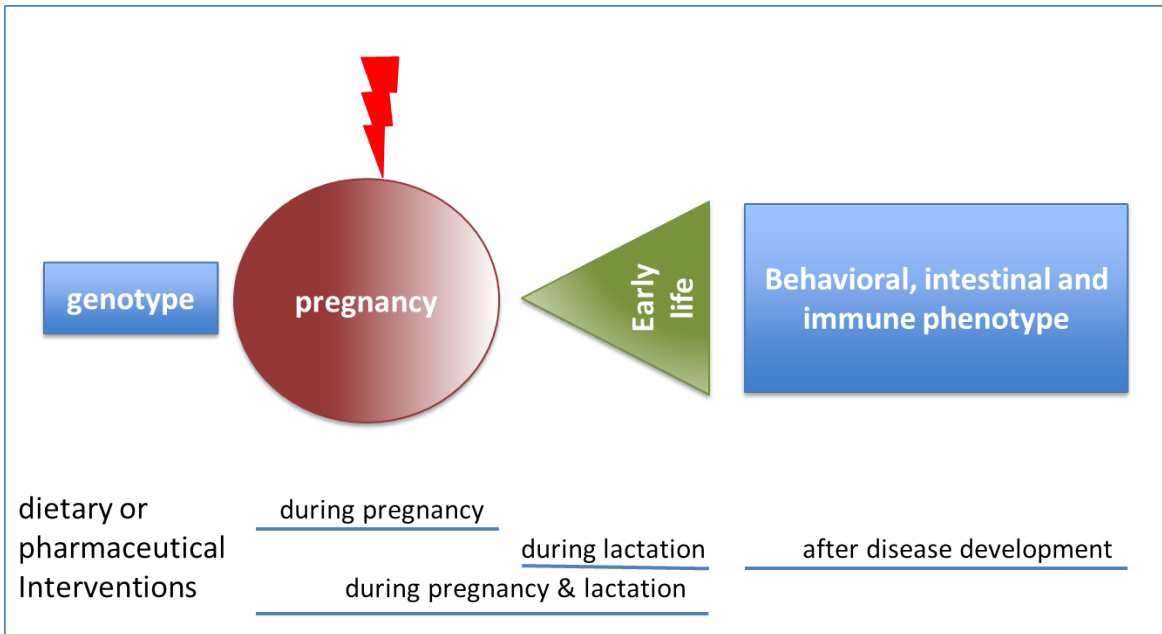 genotype
pregnancy
Early
life
Behavioral, intestinal and
immune phenotype
dietary or
pharmaceutical
Interventions
during pregnancy
during lactation
after disease development
during pregnancy & lactation